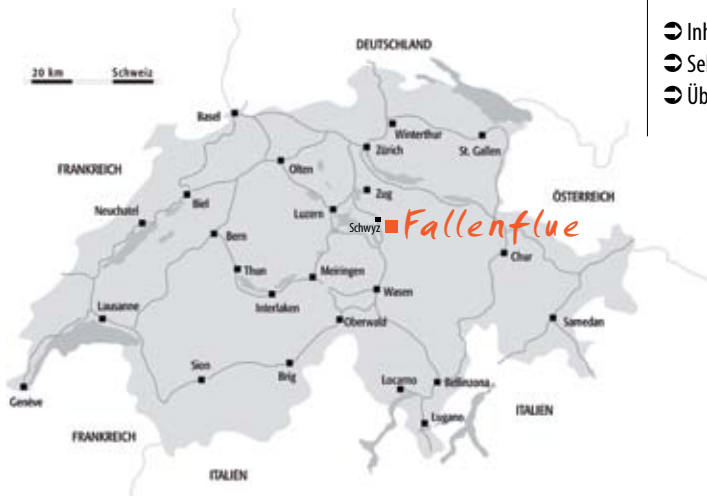 DEUTSCHLAND
20 km Schweiz
Basel
Winterthur
Zürich
St. Gallen
FRANKREICH
Olten
Zug
ÖSTERREICH
Biel
Neuchatel
Luzern
Schwyz
Fallenflue
Bern
Chur
Thun
Meiringen
Wasen
Interlaken
Lausanne
Oberwald
Samedan
Sion
Brig
Locarno
Bellinzona
Genève
Lugano
ITALIEN
FRANKREICH
ITALIEN